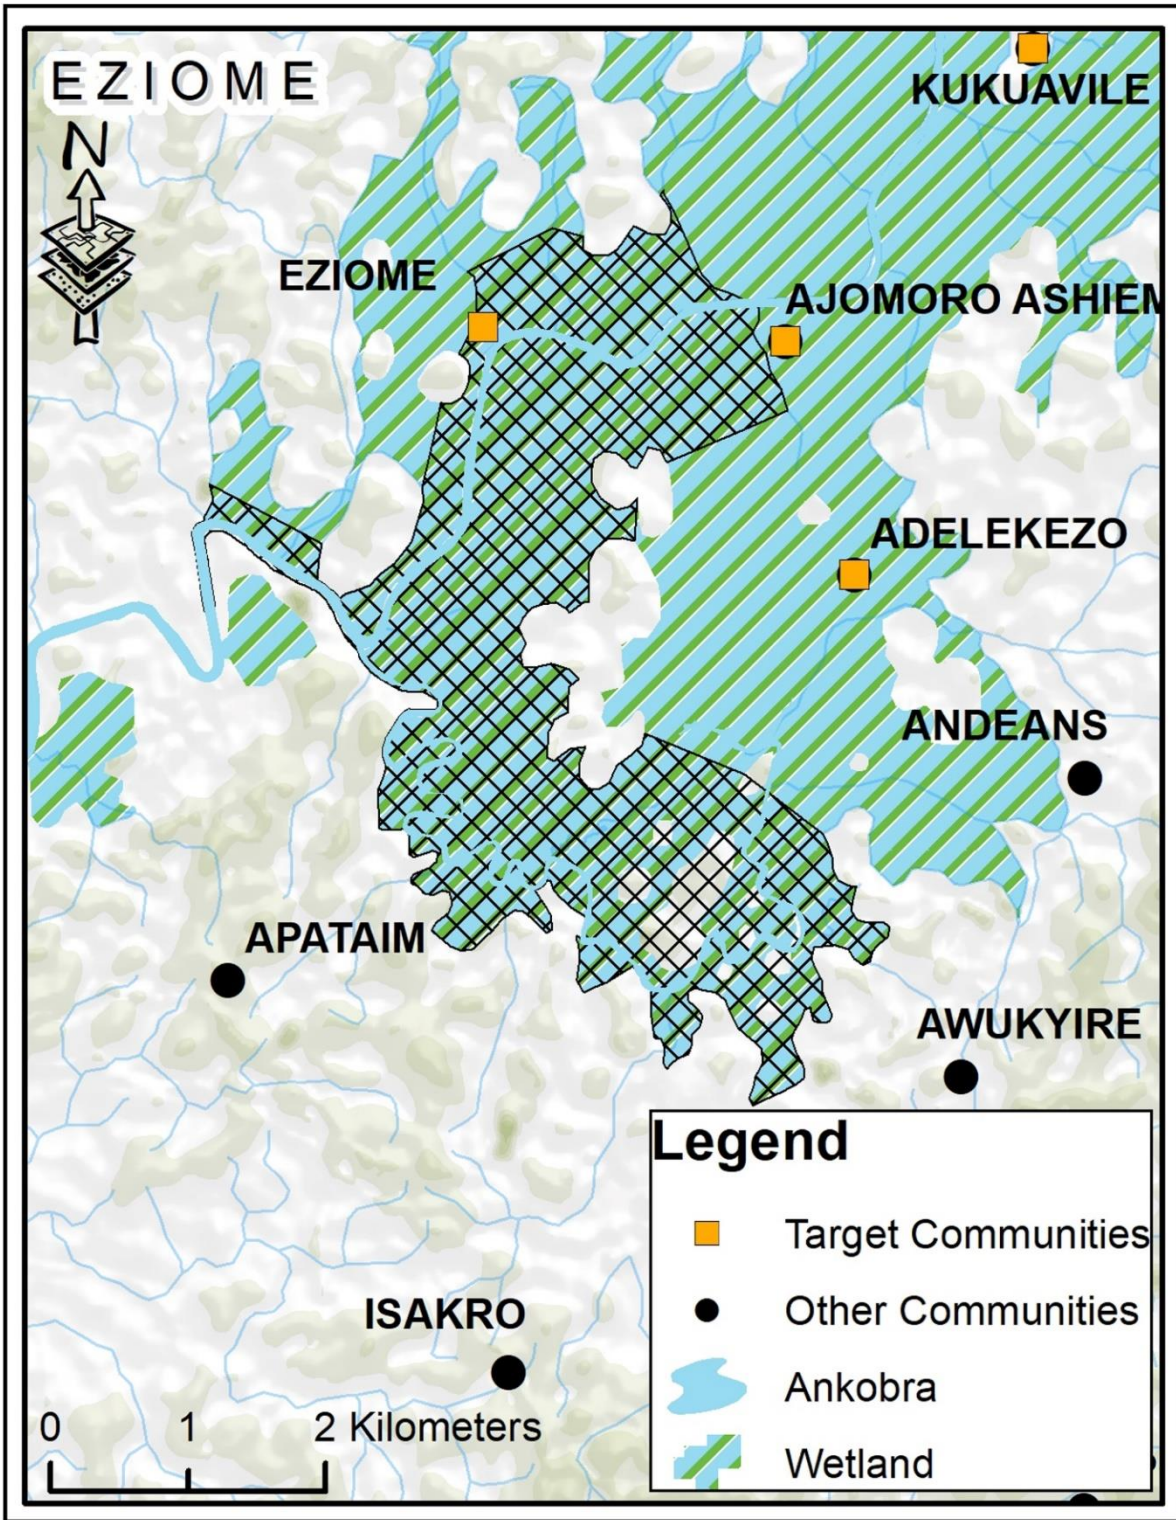 EZIOME
N
KUKUAVILE
EZIOME
AJOMORO ASHIEM
ADELEKEZO
ANDEANS
APATAIM
AWUKYIRE
Legend
Target Communities
Other Communities
Ankobra
Wetland
ISAKRO
0 1 2 Kilometers